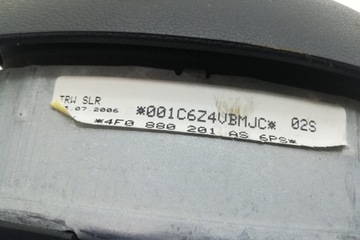 TRW SLR
.07 2006
*001C6Z4VBMJC* 02S
*4F0 880 201 AS 6PS*